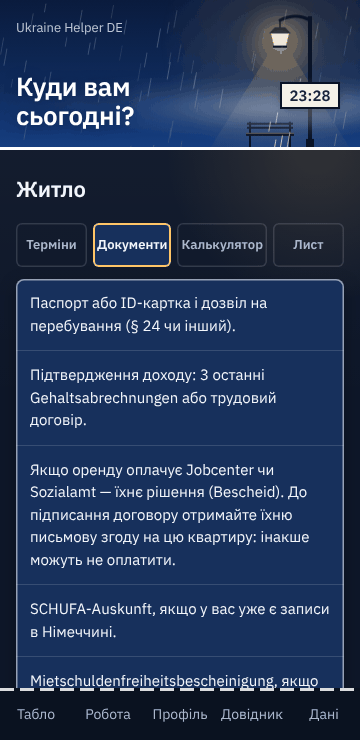 Ukraine Helper DE
Куди вам
сьогодні?
23:28
Житло
Терміни Документи Калькулятор Лист
Паспорт або ID-картка і дозвіл на
перебування (§ 24 чи інший).
Підтвердження доходу: 3 останні
Gehaltsabrechnungen або трудовий
договір.
Якщо оренду оплачує Jobcenter чи
Sozialamt — їхнє рішення (Bescheid). До
підписання договору отримайте їхню
письмову згоду на цю квартиру: інакше
можуть не оплатити.
SCHUFA-Auskunft, якщо у вас уже є записи
в Німеччині.
Mietschuldenfreiheitsbescheinigung, якщо
Табло Робота Профіль Довідник Дані